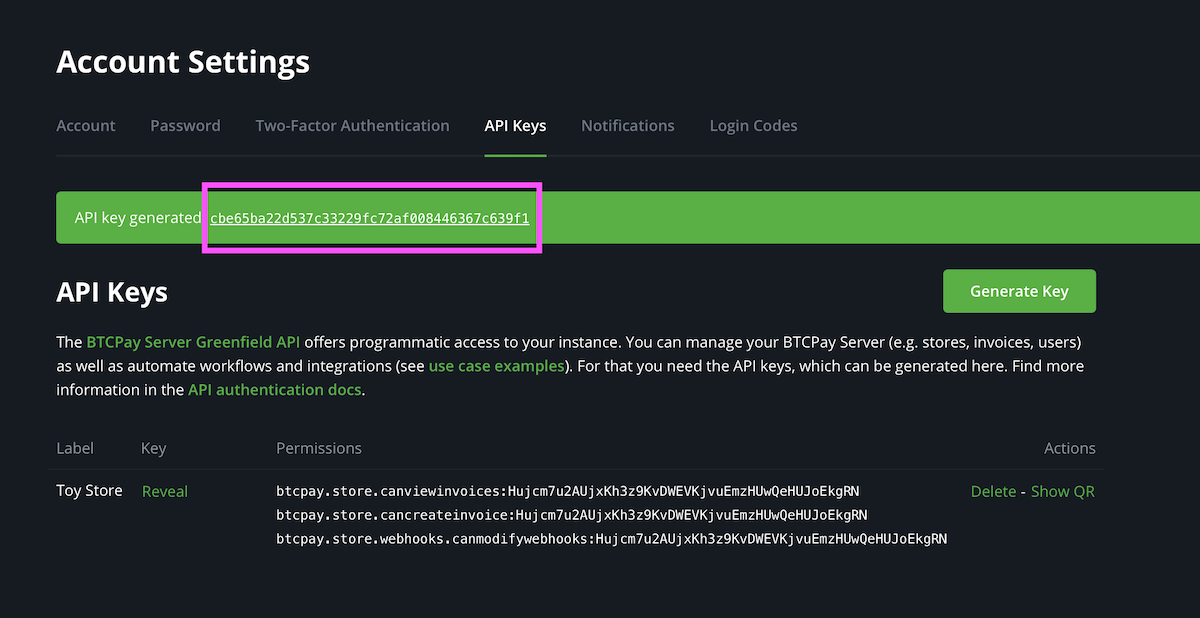 Account Settings
Account Password Two-Factor Authentication API Keys Notifications Login Codes
API key generated cbe65ba22d537c33229fc72af008446367c639f1
API Keys
Generate Key
The BTCPay Server Greenfield API offers programmatic access to your instance. You can manage your BTCPay Server (e.g. stores, invoices, users)
as well as automate workflows and integrations (see use case examples). For that you need the API keys, which can be generated here. Find more
information in the API authentication docs.
Label Key Permissions Actions
Toy Store Reveal btcpay.store.canviewinvoices:Hujcm7u2AUjxKh3z9KvDWEVKjvuEmzHUwQeHUJoEkgRN Delete - Show QR
btcpay.store.cancreateinvoice:Hujcm7u2AUjxKh3z9KvDWEVKjvuEmzHUwQeHUJoEkgRN
btcpay.store.webhooks.canmodifywebhooks:Hujcm7u2AUjxKh3z9KvDWEVKjvuEmzHUwQeHUJoEkgRN